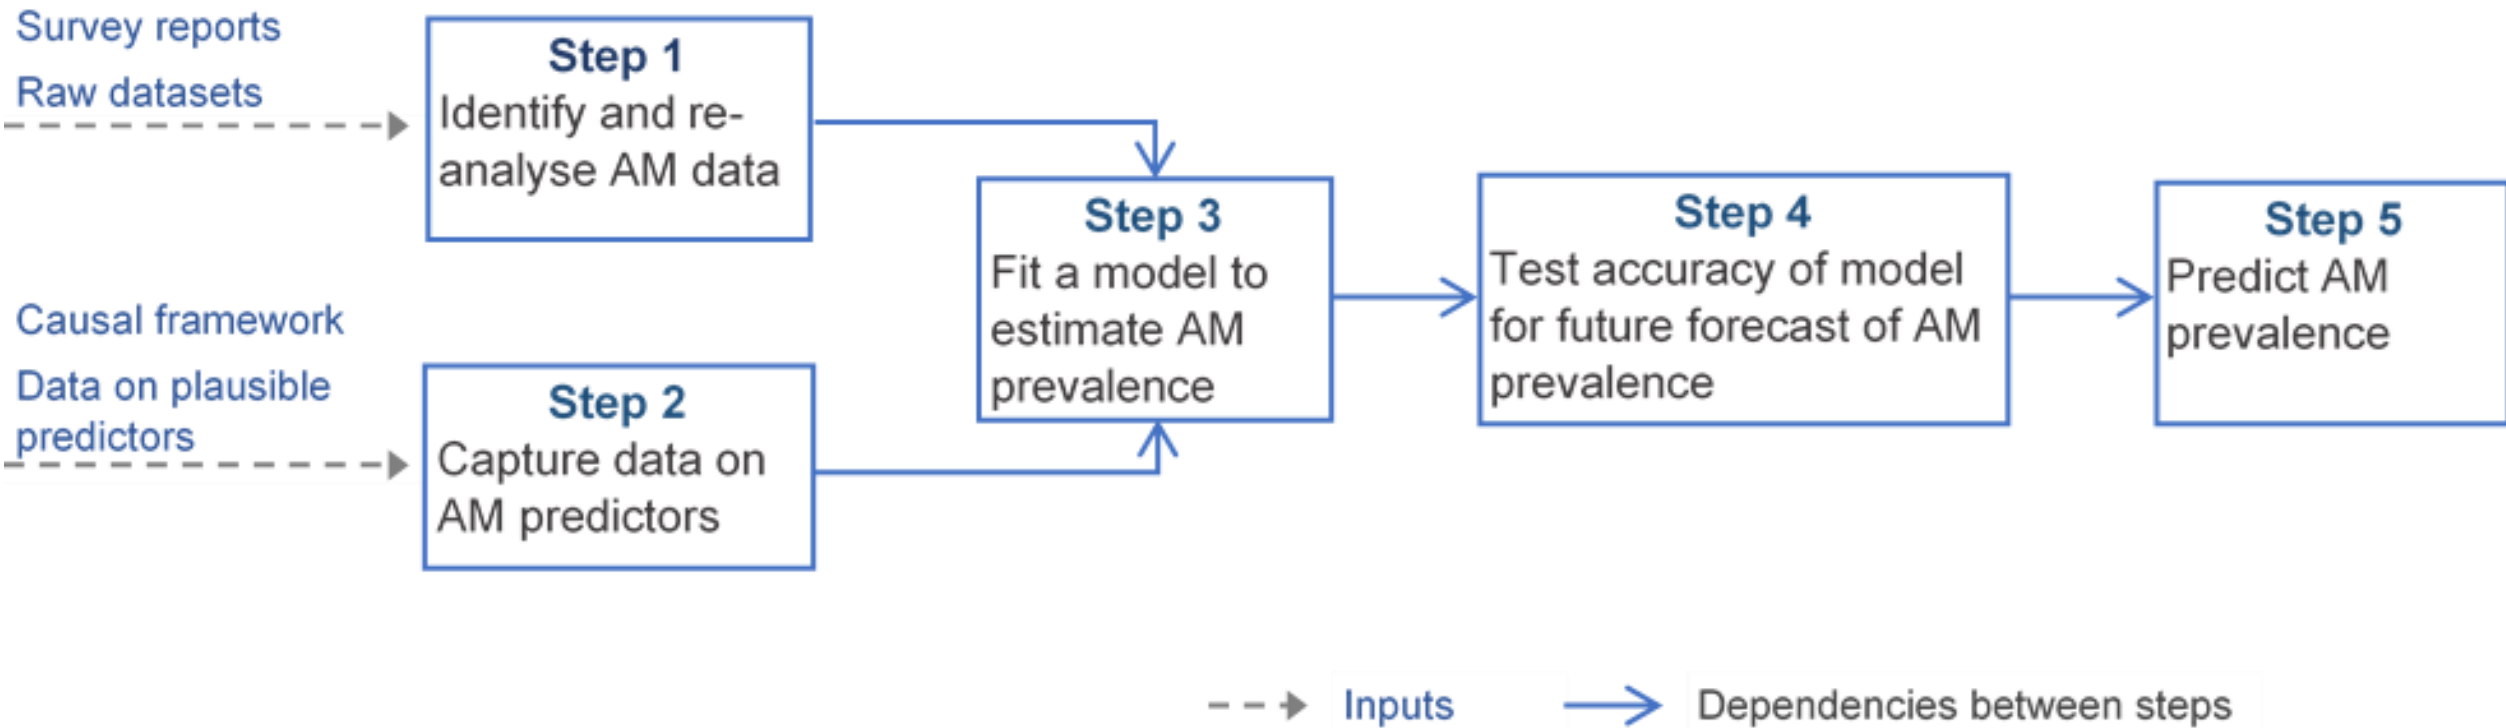 Survey reports
Raw datasets
Step 1
Identify and re-
analyse AM data
Causal framework
Data on plausible
predictors
Step 2
Capture data on
AM predictors
Step 3
Fit a model to
estimate AM
prevalence
Step 4
Test accuracy of model
for future forecast of AM
prevalence
Step 5
Predict AM
prevalence
Inputs
Dependencies between steps